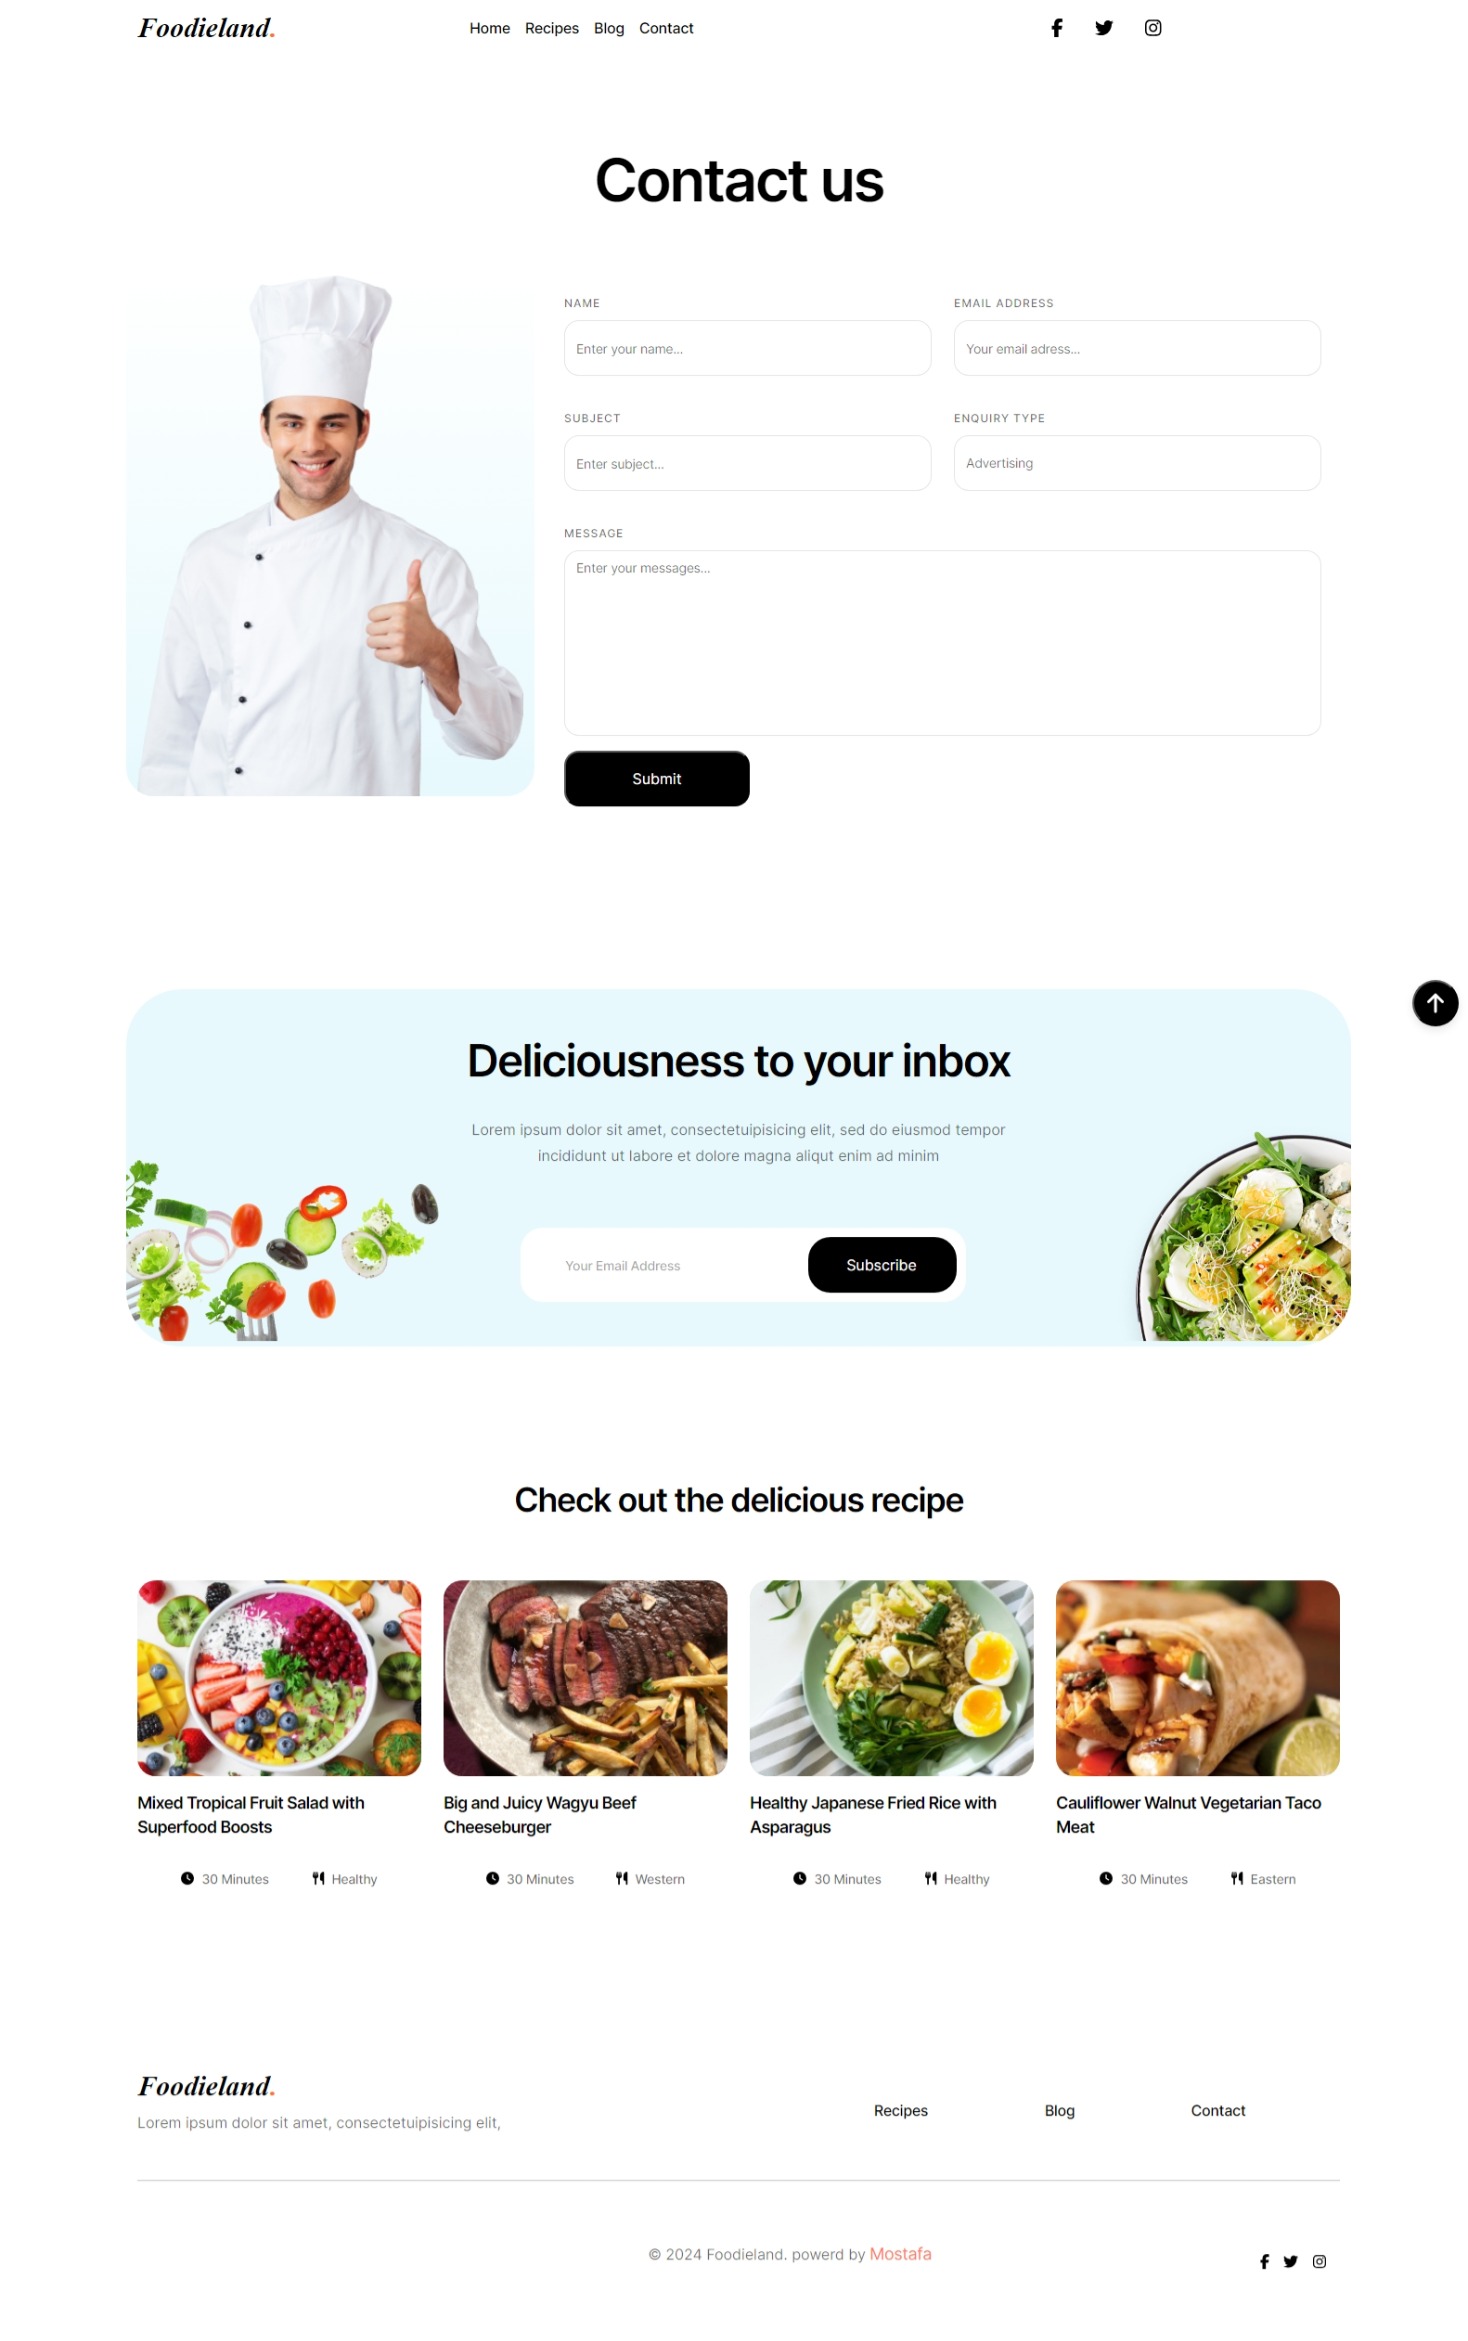 Foodieland.
Home Recipes Blog Contact
Contact us
NAME
EMAIL ADDRESS
Enter your name...
Your email adress...
SUBJECT
ENQUIRY TYPE
Enter subject...
Advertising
MESSAGE
Enter your messages...
Submit
Deliciousness to your inbox
Lorem ipsum dolor sit amet, consectetuipisicing elit, sed do eiusmod tempor
incididunt ut labore et dolore magna aliqut enim ad minim
Your Email Address
Subscribe
Check out the delicious recipe
Mixed Tropical Fruit Salad with
Superfood Boosts
30 Minutes
Healthy
Big and Juicy Wagyu Beef
Cheeseburger
30 Minutes
Western
Healthy Japanese Fried Rice with
Asparagus
30 Minutes
Healthy
Cauliflower Walnut Vegetarian Taco
Meat
30 Minutes
Eastern
Foodieland.
Lorem ipsum dolor sit amet, consectetuipisicing elit,
Recipes
Blog
Contact
© 2024 Foodieland. powerd by Mostafa